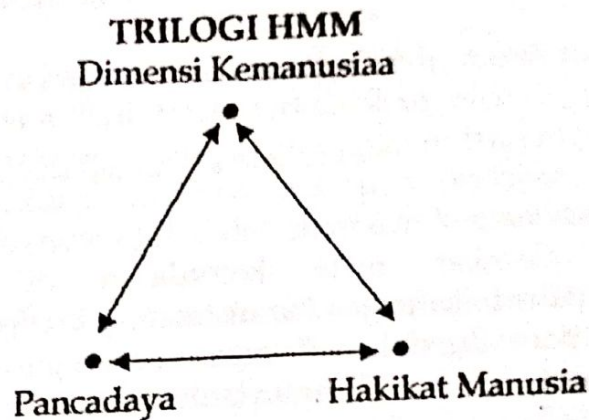 TRILOGI HMM
Dimensi Kemanusiaa
Pancadaya
Hakikat Manusia